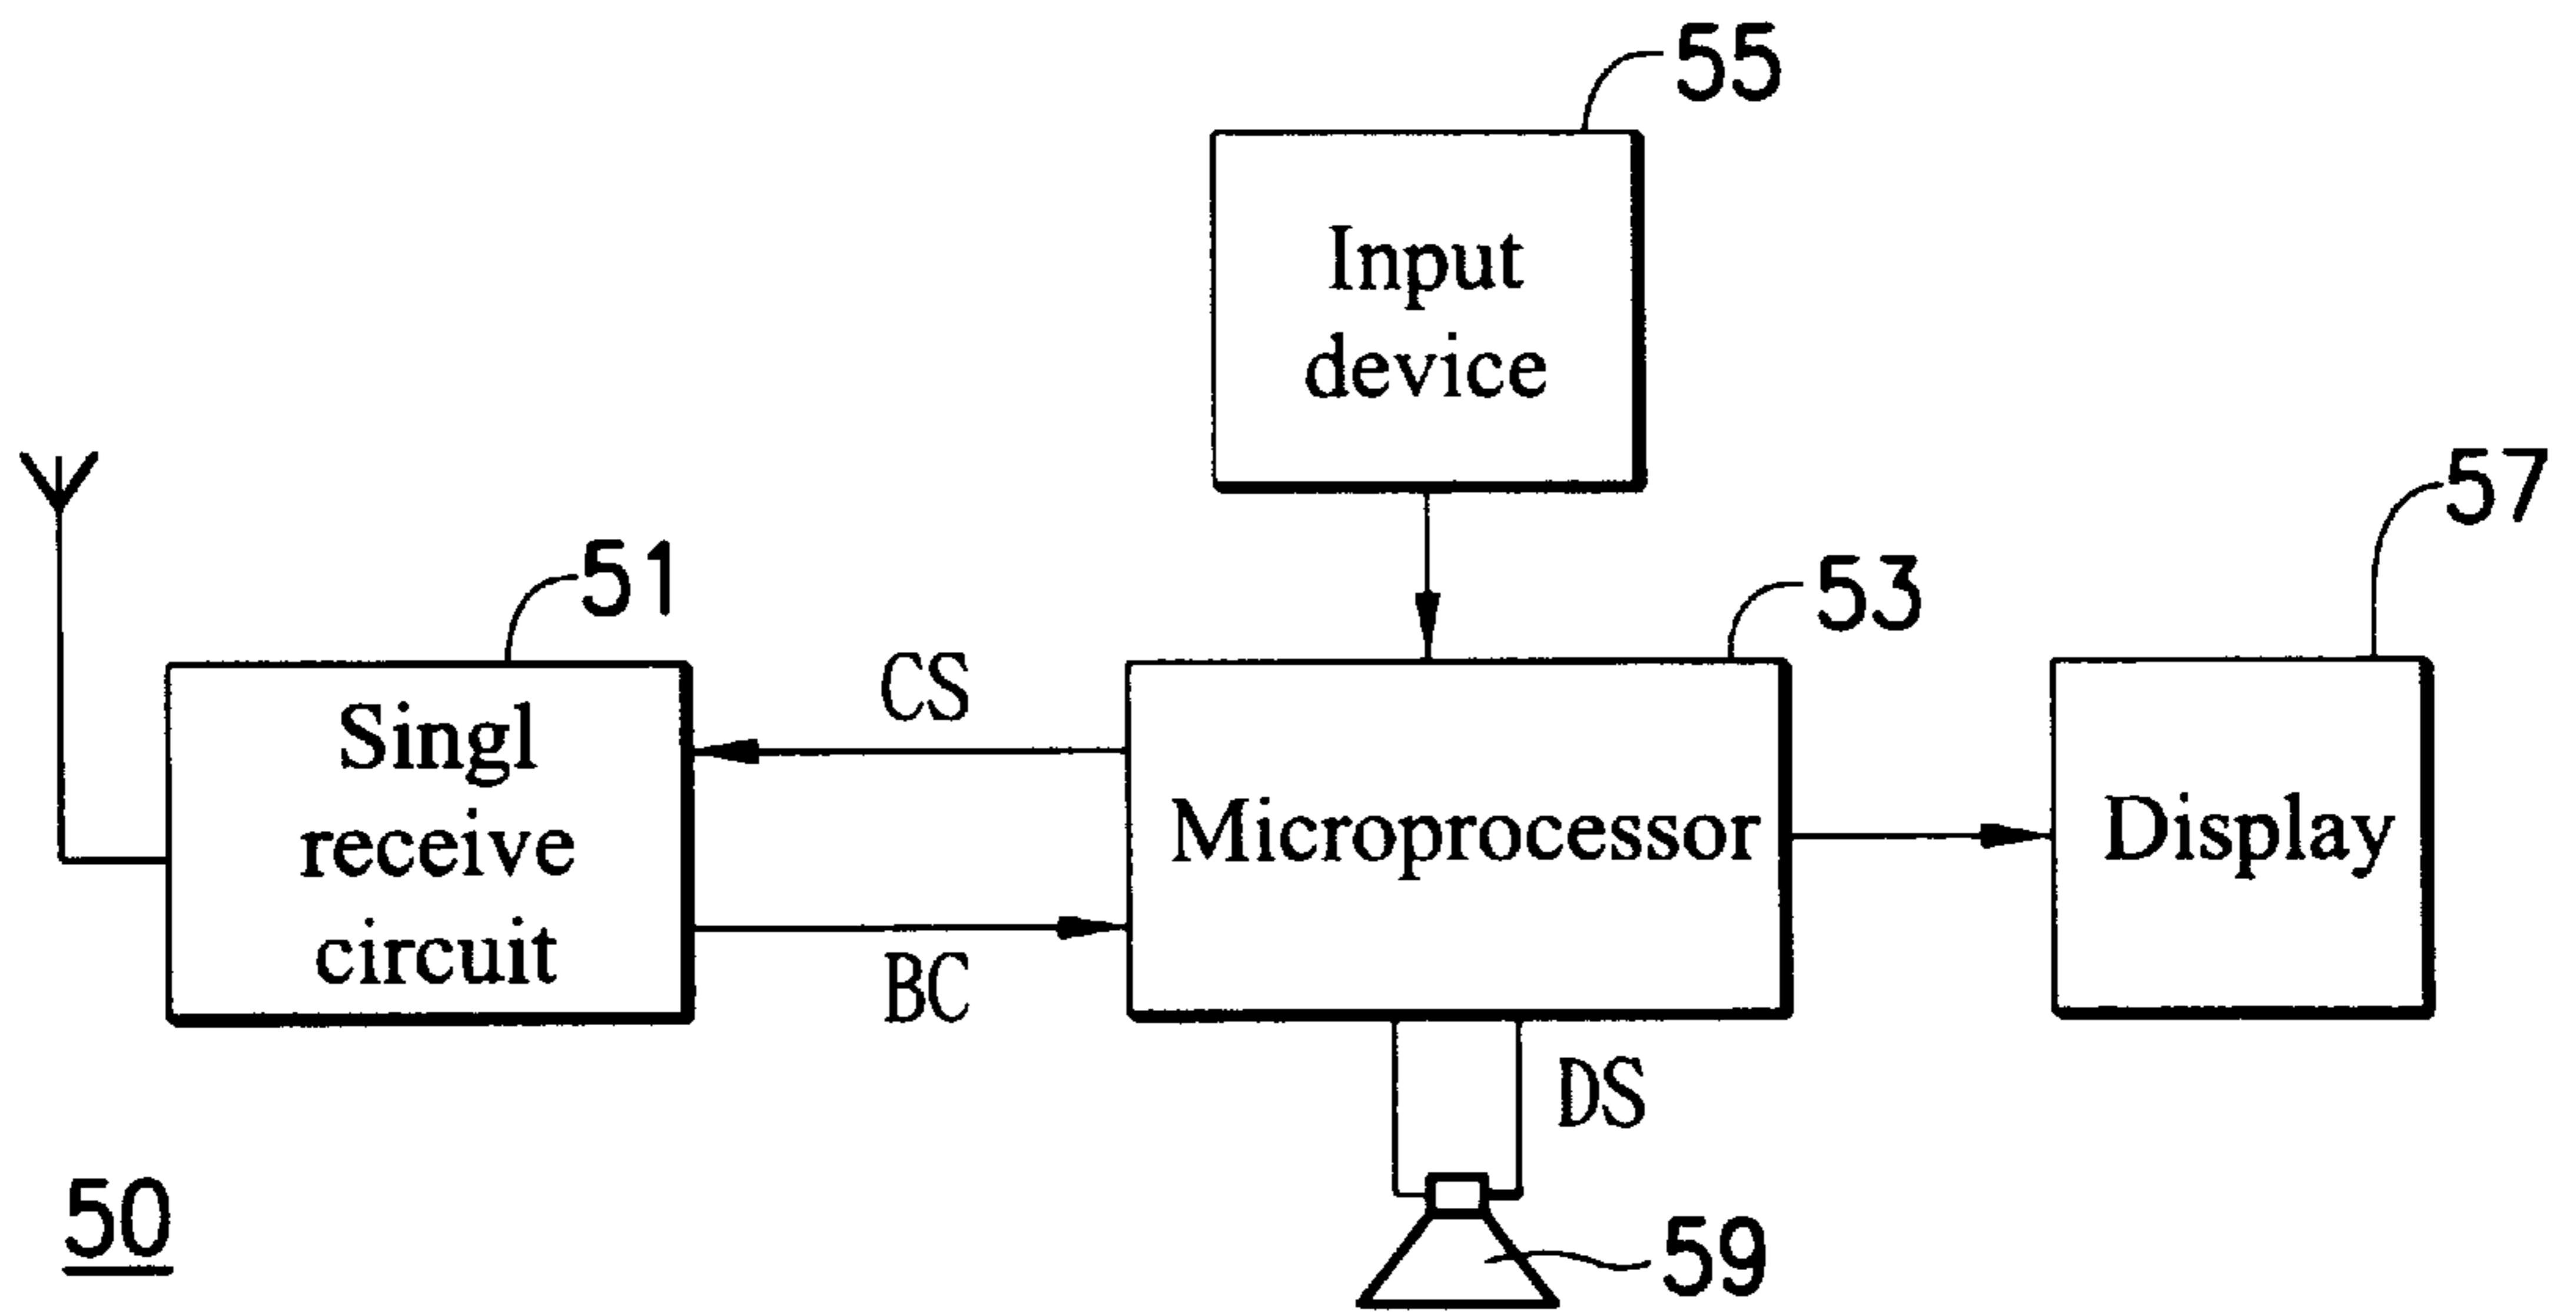 55
Input
device
57
51
53
CS
Singl
receive
circuit
Microprocessor
Display
BC
DS
50
59